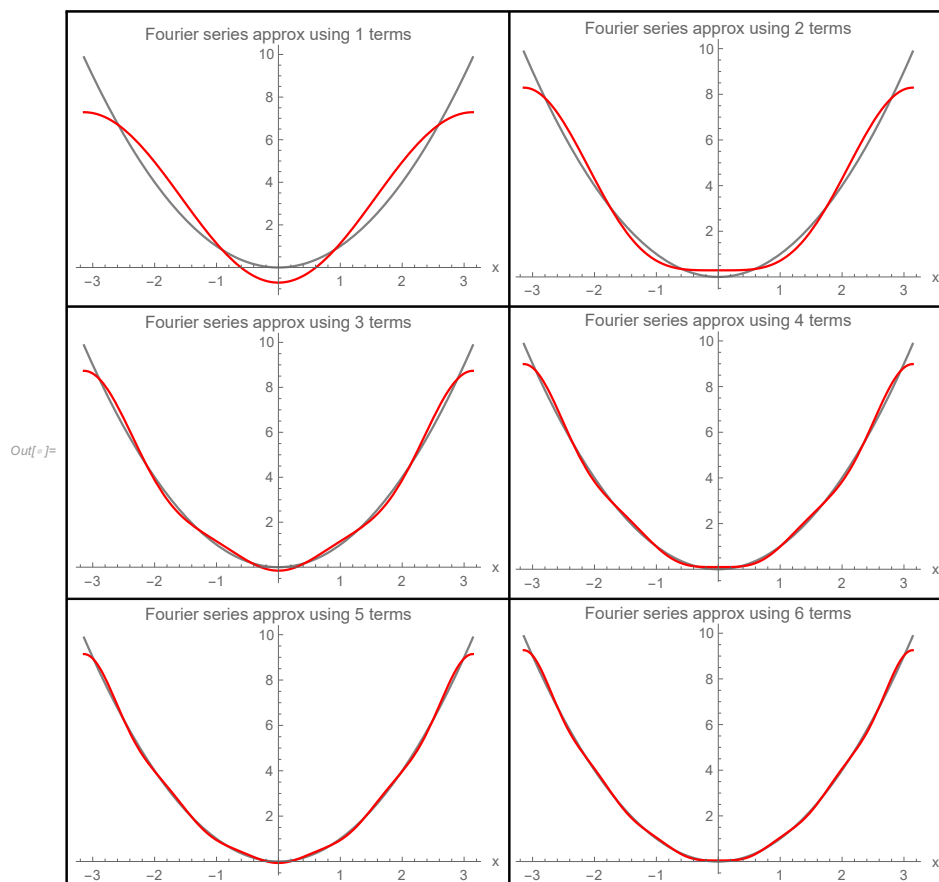 Out[ ]=
Fourier series approx using 1 terms
10
8
6
4
2
−3 −2 −1 1 2 3 x
Fourier series approx using 2 terms
10
8
6
4
2
−3 −2 −1 1 2 3 x
Fourier series approx using 3 terms
10
8
6
4
2
−3 −2 −1 1 2 3 x
Fourier series approx using 4 terms
10
8
6
4
2
−3 −2 −1 1 2 3 x
Fourier series approx using 5 terms
10
8
6
4
2
−3 −2 −1 1 2 3 x
Fourier series approx using 6 terms
10
8
6
4
2
−3 −2 −1 1 2 3 x